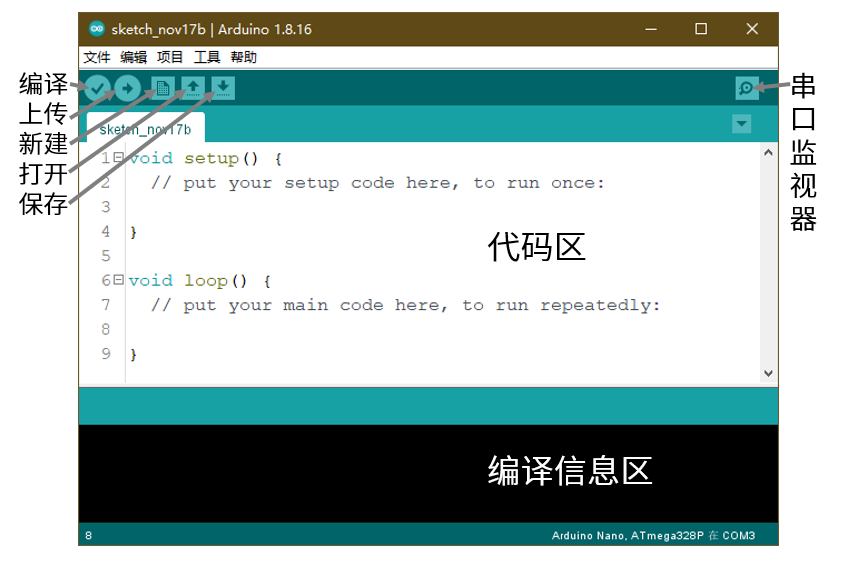 sketch_nov17b | Arduino 1.8.16
文件 编辑 项目 工具 帮助
编译
上传
新建
打开
保存
串口监视器
sketch_nov17b
1 void setup() {
2   // put your setup code here, to run once:
3
4 }
5
6 void loop() {
7   // put your main code here, to run repeatedly:
8
9 }
代码区
编译信息区
8
Arduino Nano, ATmega328P 在 COM3